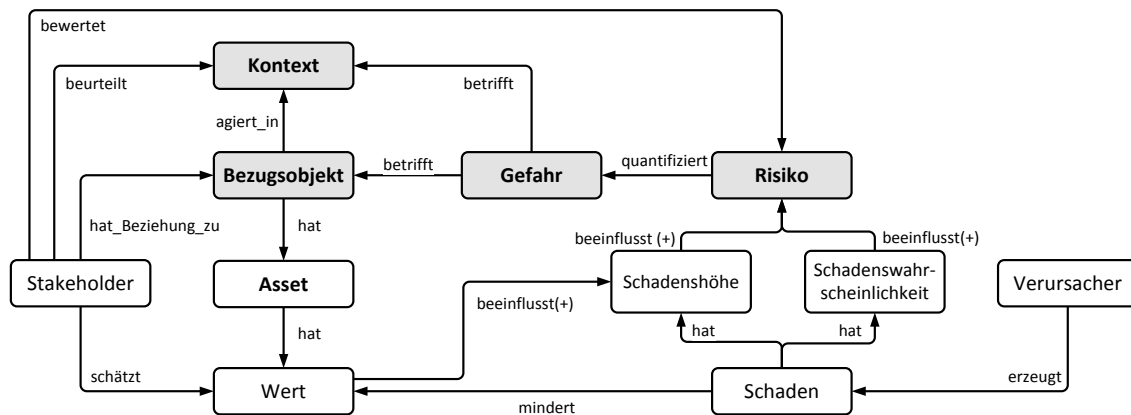 bewertet
Kontext
beurteilt
betrifft
agiert_in
quantifiziert
betrifft
Bezugsobjekt
Gefahr
Risiko
hat_Beziehung_zu
hat
beeinflusst (+)
beeinflusst(+)
Stakeholder
Asset
Schadenshöhe
Schadenswahr-
scheinlichkeit
Verursacher
beeinflusst(+)
hat
hat
hat
schätzt
Wert
Schaden
erzeugt
mindert